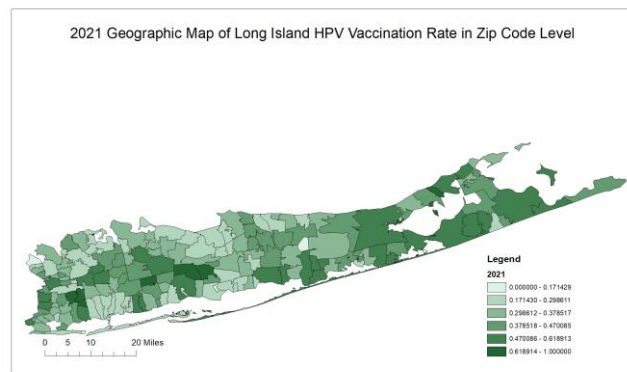 2021 Geographic Map of Long Island HPV Vaccination Rate in Zip Code Level
Legend
2021
0.000000 - 0.171429
0.171430 - 0.298611
0.298612 - 0.378517
0.378518 - 0.470085
0.470086 - 0.618913
0.618914 - 1.000000
0 5 10 20 Miles